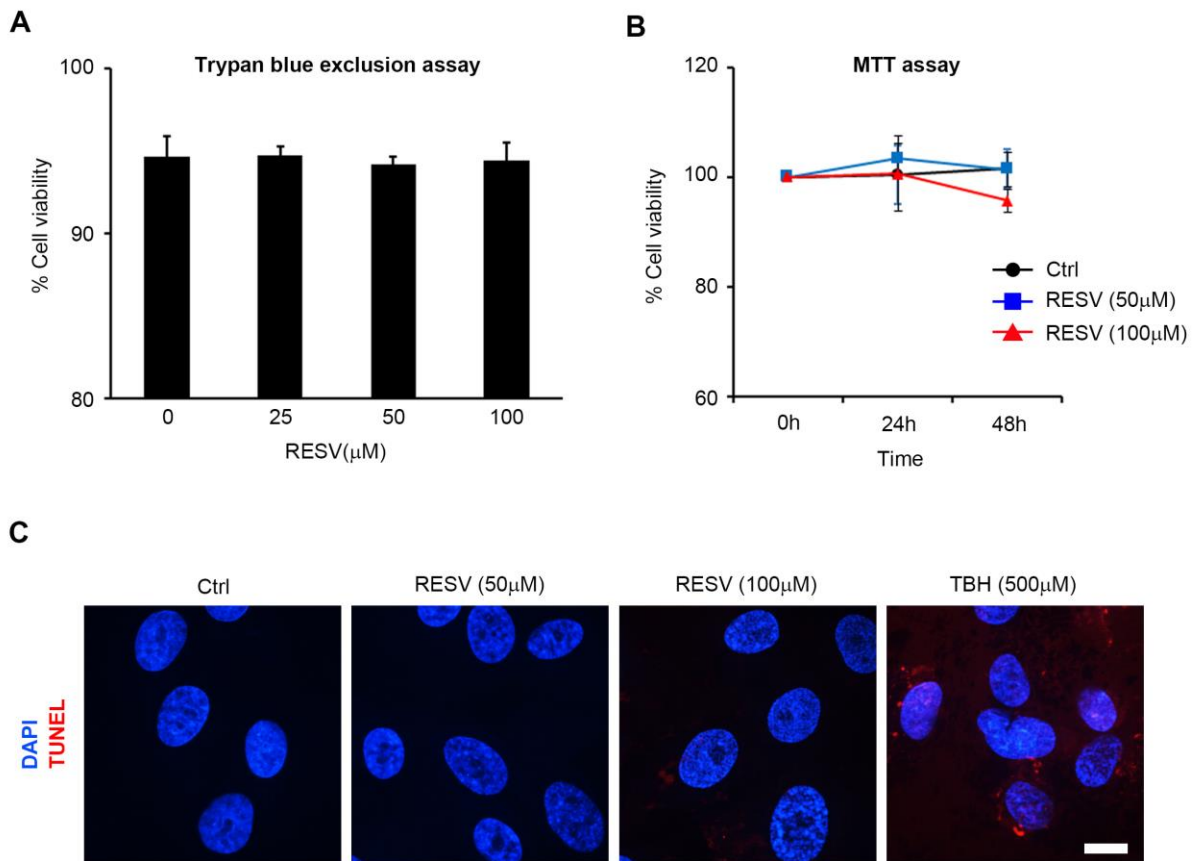 A
Trypan blue exclusion assay
100
90
80
% Cell viability
0 25 50 100
RESV(μM)
B
MTT assay
120
100
80
60
% Cell viability
0h 24h 48h
Time
Ctrl
RESV (50μM)
RESV (100μM)
C
Ctrl RESV (50μM) RESV (100μM) TBH (500μM)
DAPI
TUNEL